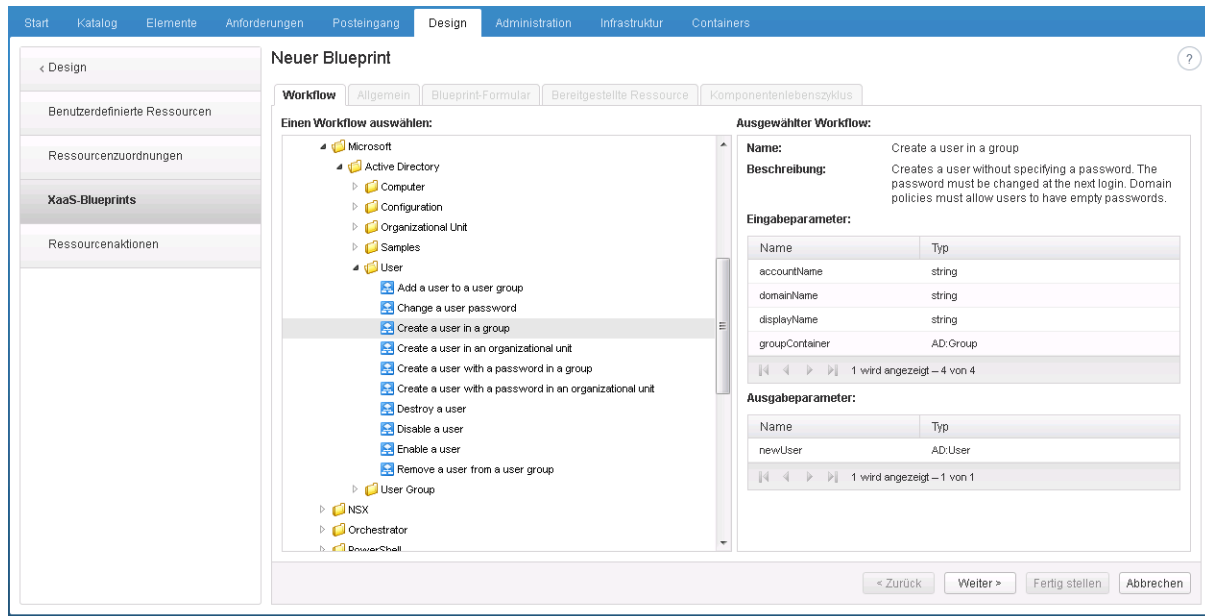 Start Katalog Elemente Anforderungen Posteingang Design Administration Infrastruktur Containers
< Design
Benutzerdefinierte Ressourcen
Ressourcenzuordnungen
XaaS-Blueprints
Ressourcenaktionen
Neuer Blueprint
?
Workflow Allgemein Blueprint-Formular Bereitgestellte Ressource Komponentenlebenszyklus
Einen Workflow auswählen:
Microsoft
Active Directory
Computer
Configuration
Organizational Unit
Samples
User
Add a user to a user group
Change a user password
Create a user in a group
Create a user in an organizational unit
Create a user with a password in a group
Create a user with a password in an organizational unit
Destroy a user
Disable a user
Enable a user
Remove a user from a user group
User Group
NSX
Orchestrator
PowerShell
Ausgewählter Workflow:
Name: Create a user in a group
Beschreibung: Creates a user without specifying a password. The
password must be changed at the next login. Domain
policies must allow users to have empty passwords.
Eingabeparameter:
Name Typ
accountName string
domainName string
displayName string
groupContainer AD:Group
1 wird angezeigt – 4 von 4
Ausgabeparameter:
Name Typ
newUser AD:User
1 wird angezeigt – 1 von 1
< Zurück Weiter > Fertig stellen Abbrechen